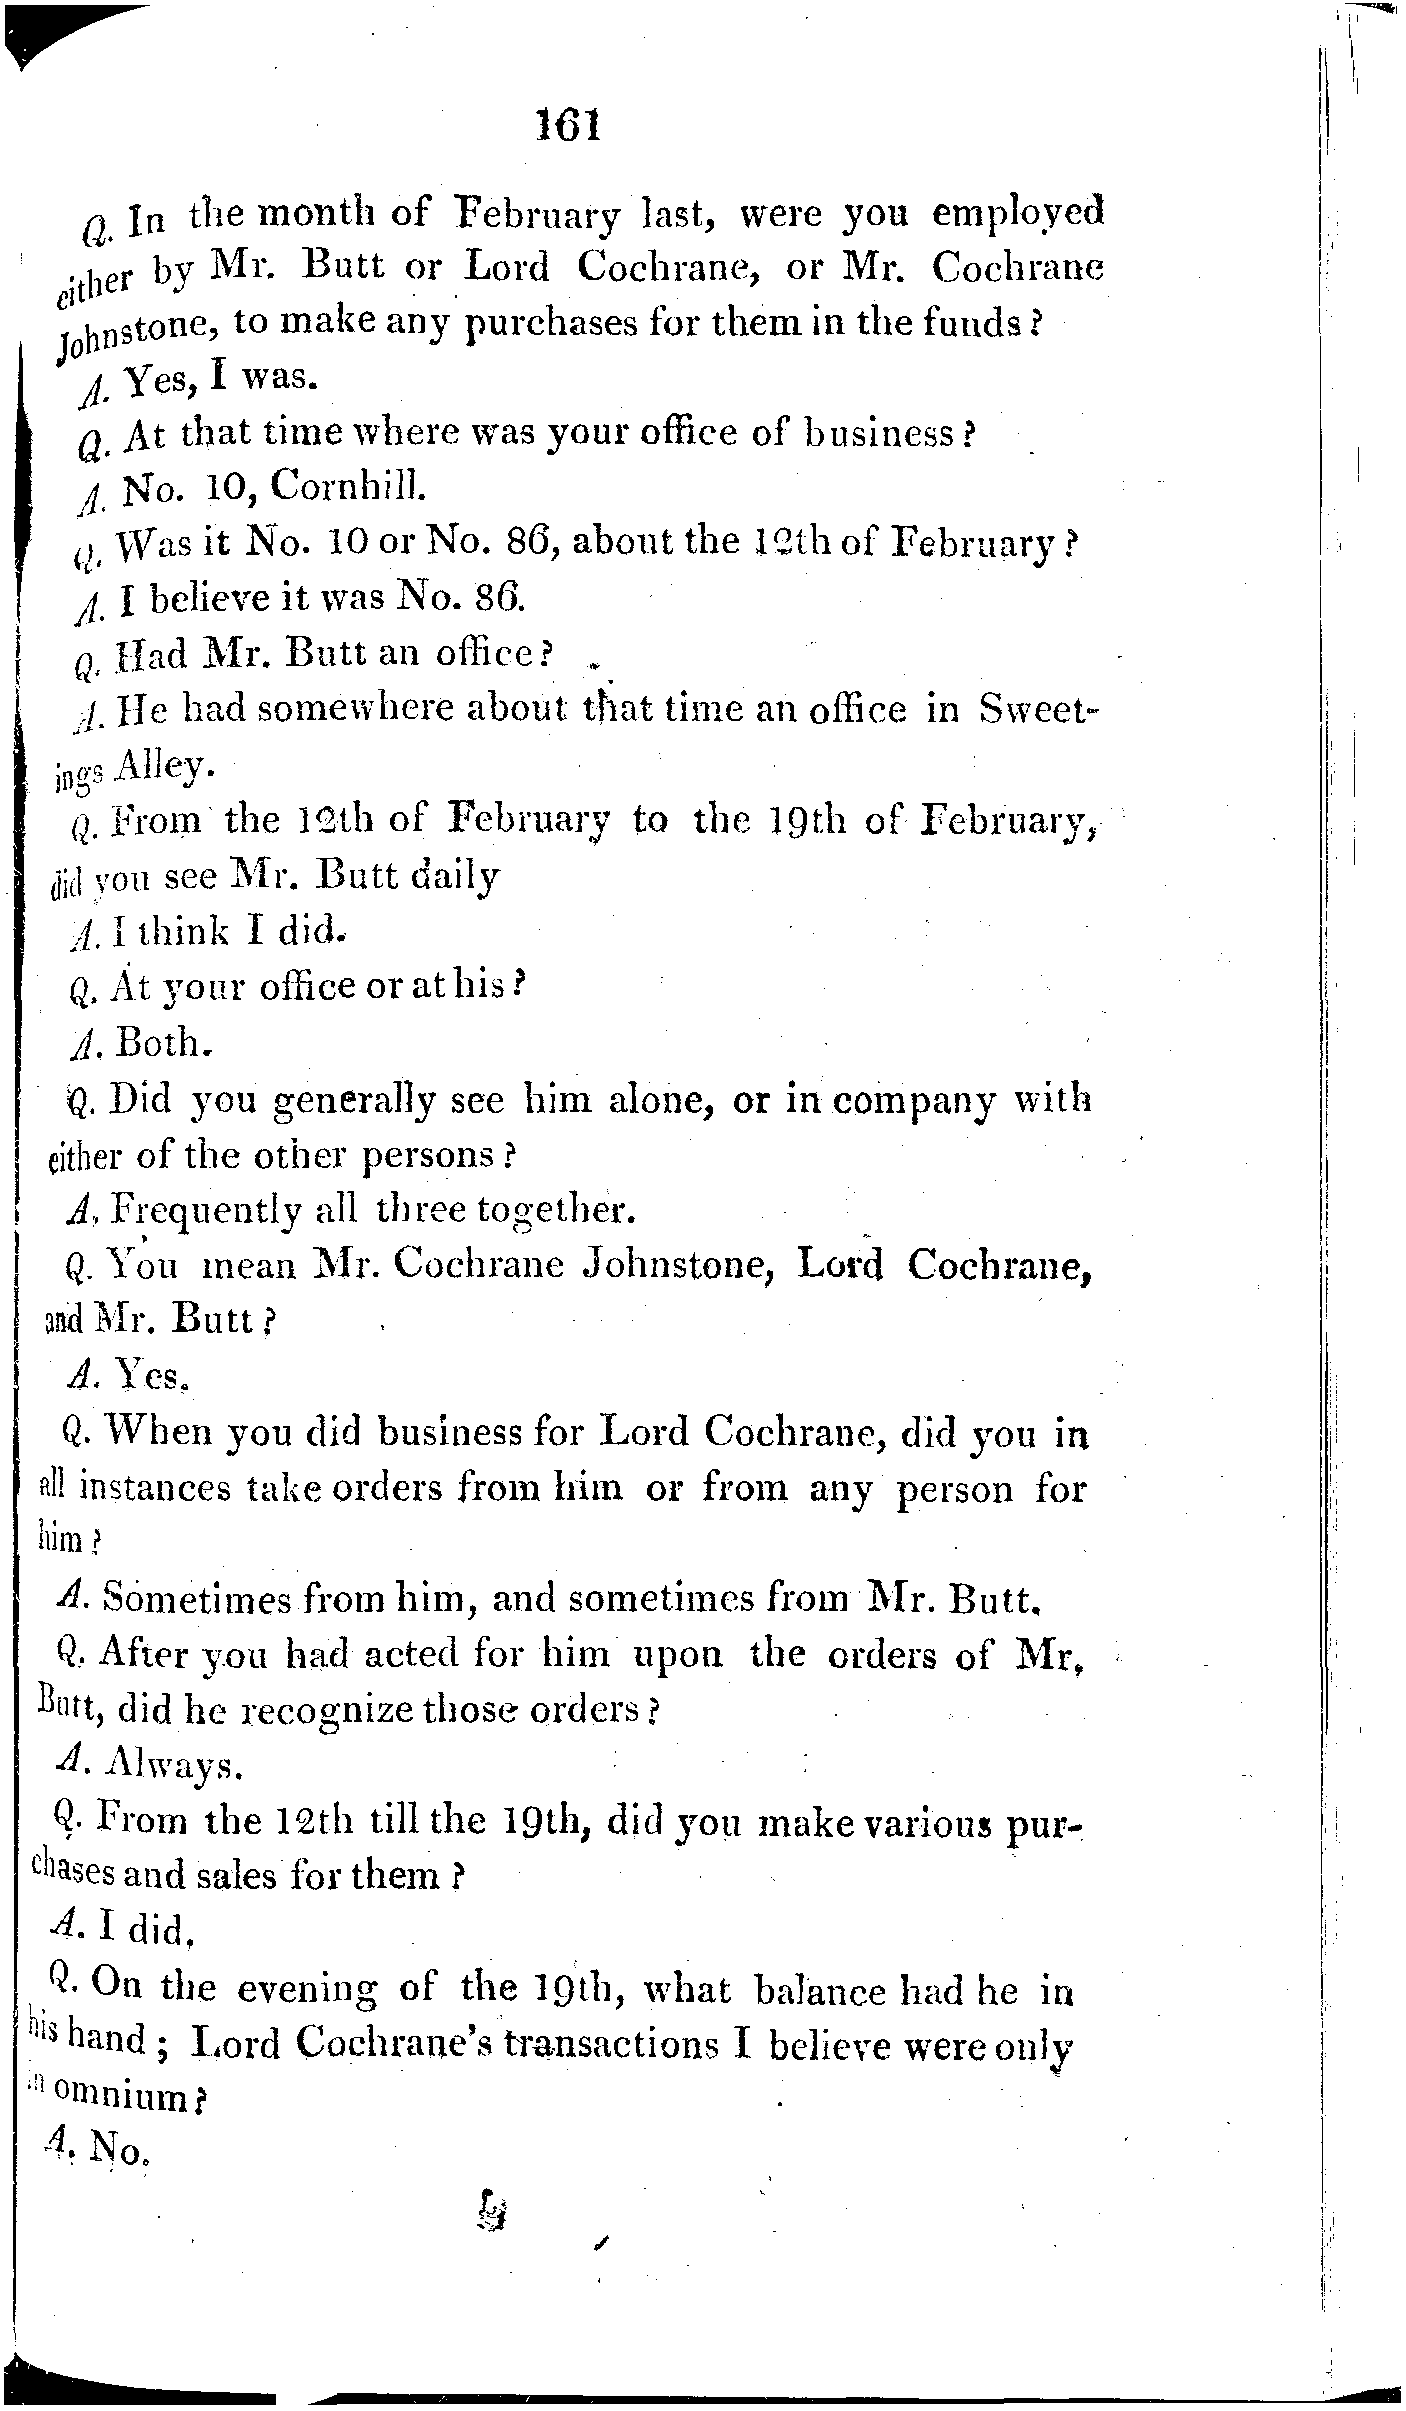 161
Q. In the month of February last, were you employed
either by Mr. Butt or Lord Cochrane, or Mr. Cochrane
Johnstone, to make any purchases for them in the funds?
A. Yes, I was.
Q. At that time where was your office of business?
A. No. 10, Cornhill.
Q. Was it No. 10 or No. 86, about the 12th of February?
A. I believe it was No. 86.
Q. Had Mr. Butt an office?
A. He had somewhere about that time an office in Sweet-
ings Alley.
Q. From the 12th of February to the 19th of February,
did you see Mr. Butt daily
A. I think I did.
Q. At your office or at his?
A. Both.
Q. Did you generally see him alone, or in company with
either of the other persons?
A. Frequently all three together.
Q. You mean Mr. Cochrane Johnstone, Lord Cochrane,
and Mr. Butt?
A. Yes.
Q. When you did business for Lord Cochrane, did you in
all instances take orders from him or from any person for
him?
A. Sometimes from him, and sometimes from Mr. Butt.
Q. After you had acted for him upon the orders of Mr.
Butt, did he recognize those orders?
A. Always.
Q. From the 12th till the 19th, did you make various pur-
chases and sales for them?
A. I did.
Q. On the evening of the 19th, what balance had he in
his hand; Lord Cochrane's transactions I believe were only
in omnium?
A. No.